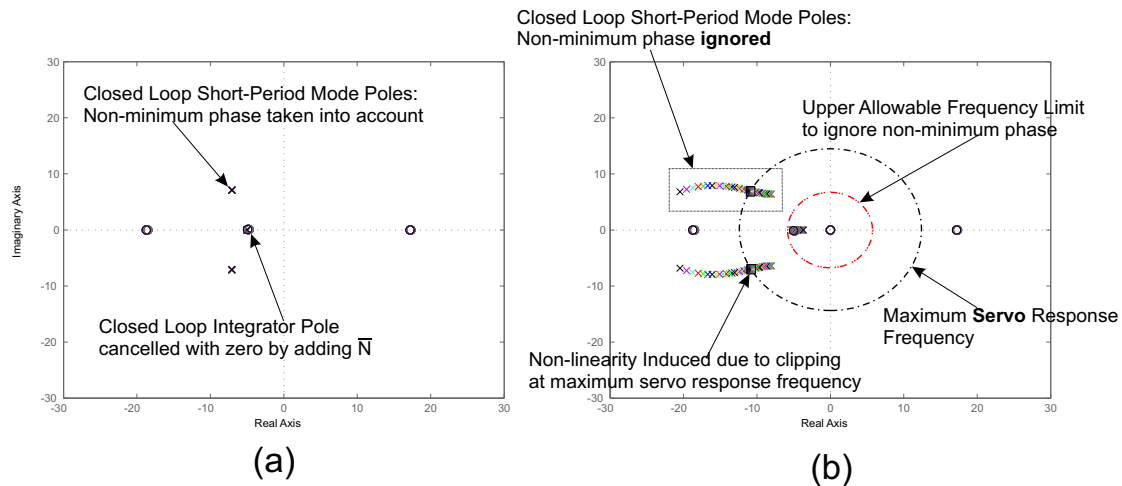 Closed Loop Short-Period Mode Poles:
Non-minimum phase taken into account
Closed Loop Integrator Pole
cancelled with zero by adding N̅
Imaginary Axis
30
20
10
0
-10
-20
-30
-30
-20
-10
0
10
20
30
Real Axis
(a)
Closed Loop Short-Period Mode Poles:
Non-minimum phase ignored
Upper Allowable Frequency Limit
to ignore non-minimum phase
Maximum Servo Response
Frequency
Non-linearity Induced due to clipping
at maximum servo response frequency
30
20
10
0
-10
-20
-30
-30
-20
-10
0
10
20
30
Real Axis
(b)